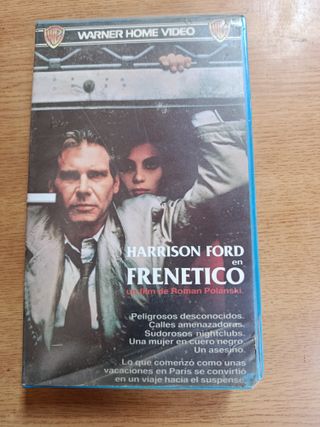 WB WARNER HOME VIDEO WB
HARRISON FORD
en
FRENETICO
un film de Roman Polanski.
Peligrosos desconocidos.
Calles amenazadoras.
Sudorosos nightclubs.
Una mujer en cuero negro.
Un asesino.
Lo que comenzó como unas
vacaciones en París se convirtió
en un viaje hacia el suspense.